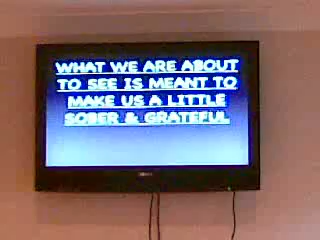 WHAT WE ARE ABOUT
TO SEE IS MEANT TO
MAKE US A LITTLE
SOBER & GRATEFUL